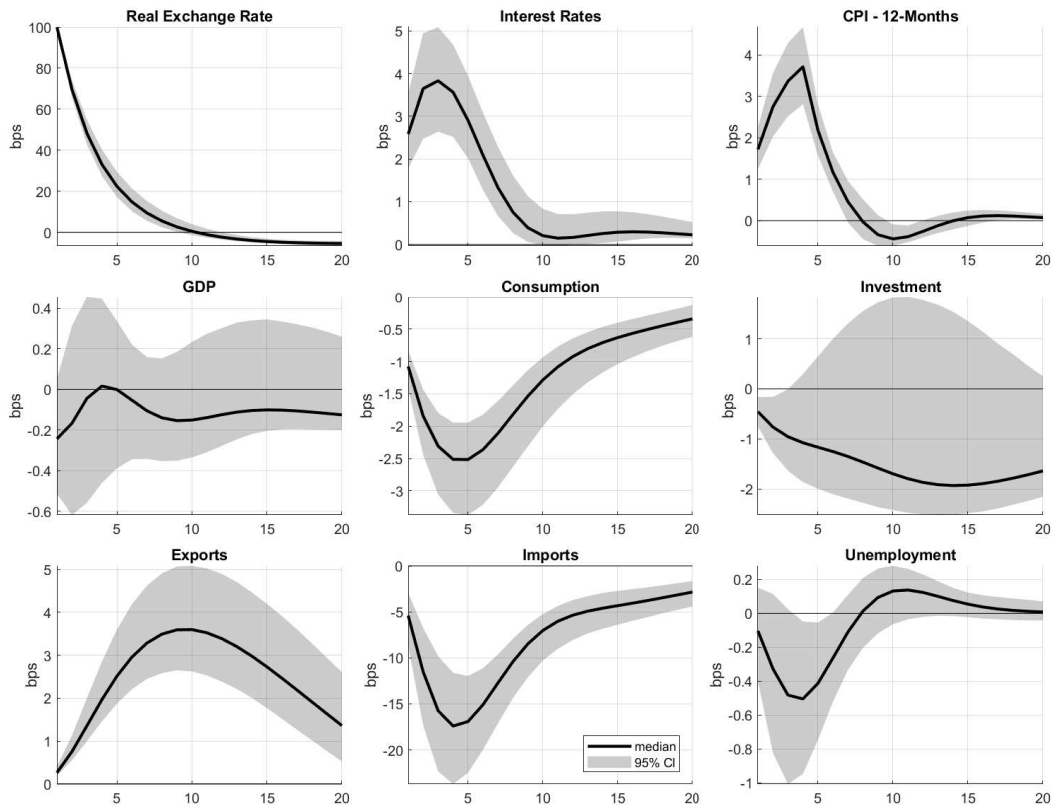 Real Exchange Rate
100
80
60
40
20
0
bps
5 10 15 20
Interest Rates
5
4
3
2
1
0
bps
5 10 15 20
CPI - 12-Months
4
3
2
1
0
bps
5 10 15 20
GDP
0.4
0.2
0
-0.2
-0.4
-0.6
bps
5 10 15 20
Consumption
0
-0.5
-1
-1.5
-2
-2.5
-3
bps
5 10 15 20
Investment
1
0
-1
-2
bps
5 10 15 20
Exports
5
4
3
2
1
0
bps
5 10 15 20
Imports
0
-5
-10
-15
-20
bps
median
95% CI
5 10 15 20
Unemployment
0.2
0
-0.2
-0.4
-0.6
-0.8
-1
bps
5 10 15 20